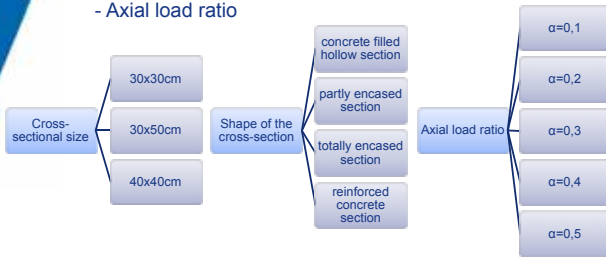 - Axial load ratio
Cross-
sectional size
30x30cm
30x50cm
40x40cm
Shape of the
cross-section
concrete filled
hollow section
partly encased
section
totally encased
section
reinforced
concrete
section
Axial load ratio
α=0,1
α=0,2
α=0,3
α=0,4
α=0,5